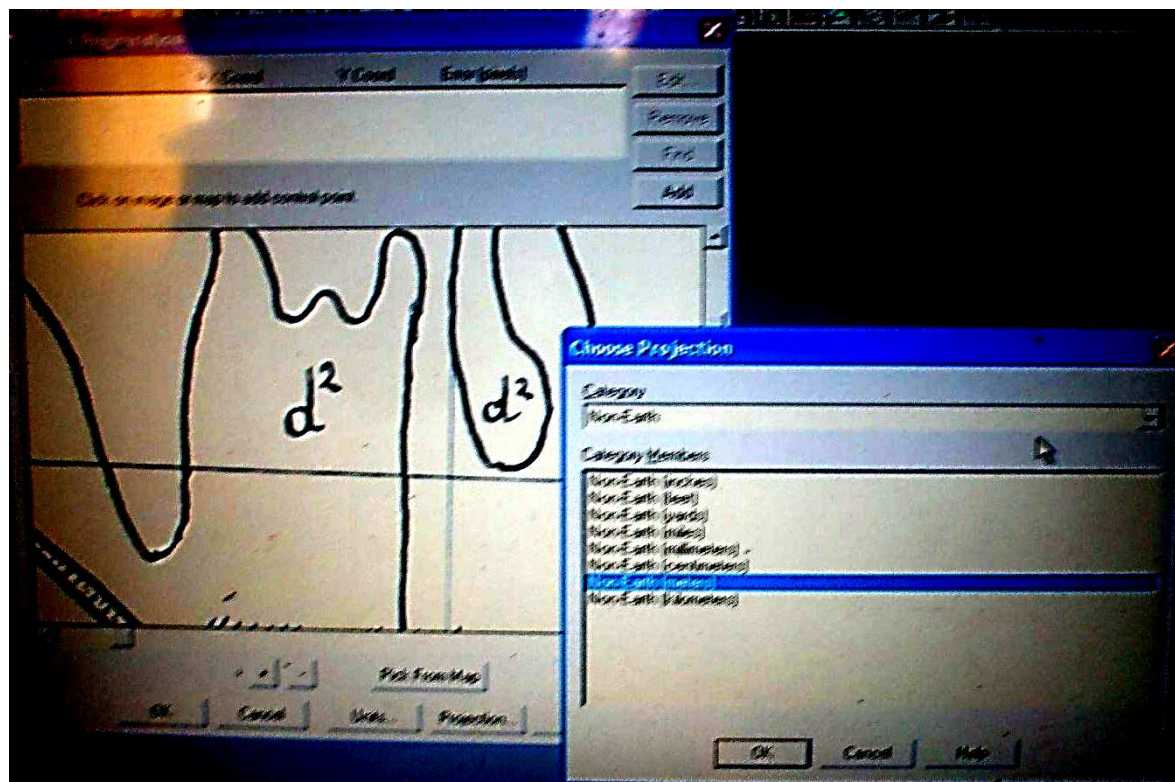 X Coord Y Coord Error (pixels)
Edit...
Remove
Find
Add
Click on image or map to add control point.
d²
d²
Pick From Map
OK Cancel Units... Projection...
Choose Projection
Category
Non-Earth
Category Members
Non-Earth (inches)
Non-Earth (feet)
Non-Earth (yards)
Non-Earth (miles)
Non-Earth (millimeters)
Non-Earth (centimeters)
Non-Earth (meters)
Non-Earth (kilometers)
OK Cancel Help